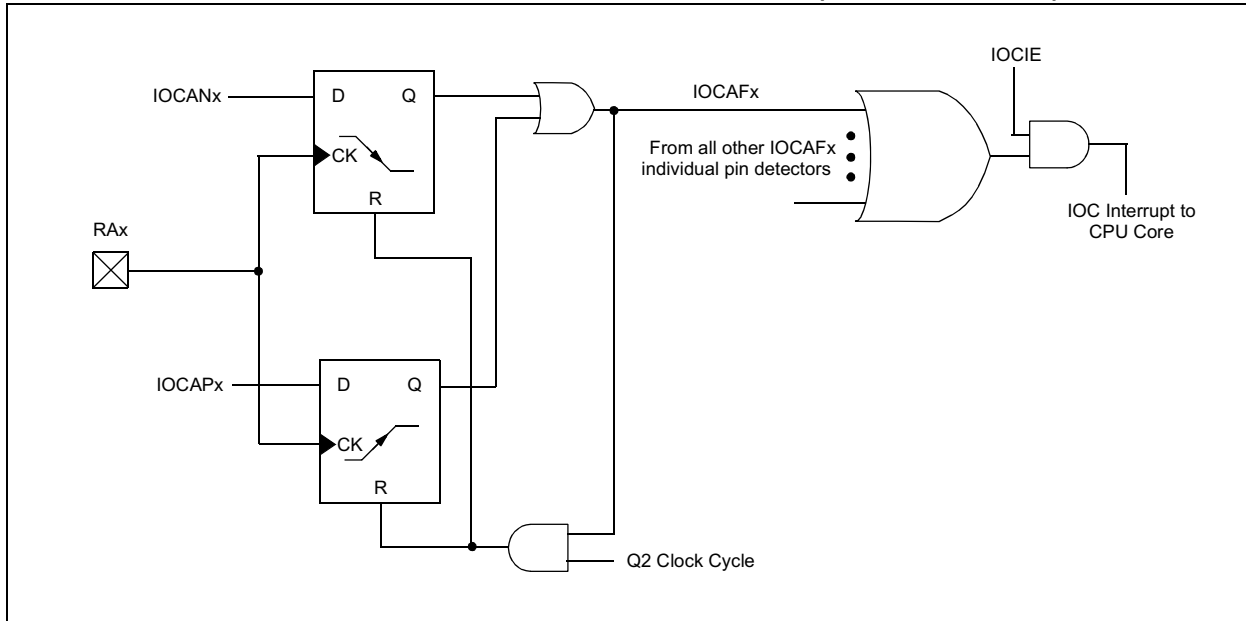 IOCIE
IOCANx
D
Q
IOCAFx
CK
From all other IOCAFx
individual pin detectors
R
IOC Interrupt to
CPU Core
RAx
IOCAPx
D
Q
CK
R
Q2 Clock Cycle